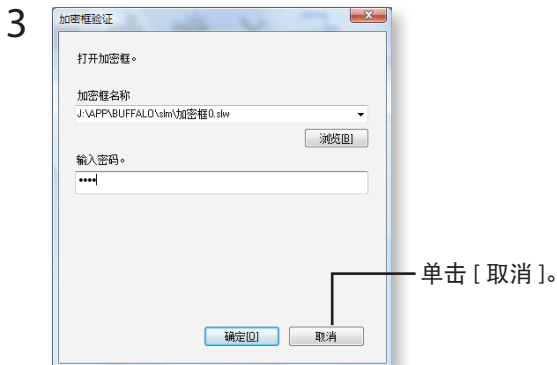 3
加密框验证
打开加密框。
加密框名称
J:\APP\BUFFALO\slm\加密框0.slw
浏览[B]
输入密码。
••••
单击 [ 取消 ]。
确定[O]
取消